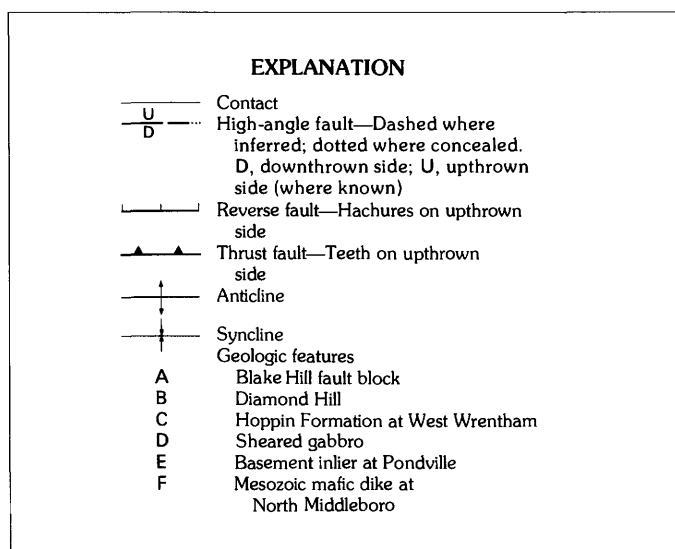 EXPLANATION
Contact
U
D
High-angle fault—Dashed where
inferred; dotted where concealed.
D, downthrown side; U, upthrown
side (where known)
Reverse fault—Hachures on upthrown
side
Thrust fault—Teeth on upthrown
side
Anticline
Syncline
Geologic features
A Blake Hill fault block
B Diamond Hill
C Hoppin Formation at West Wrentham
D Sheared gabbro
E Basement inlier at Pondville
F Mesozoic mafic dike at
North Middleboro